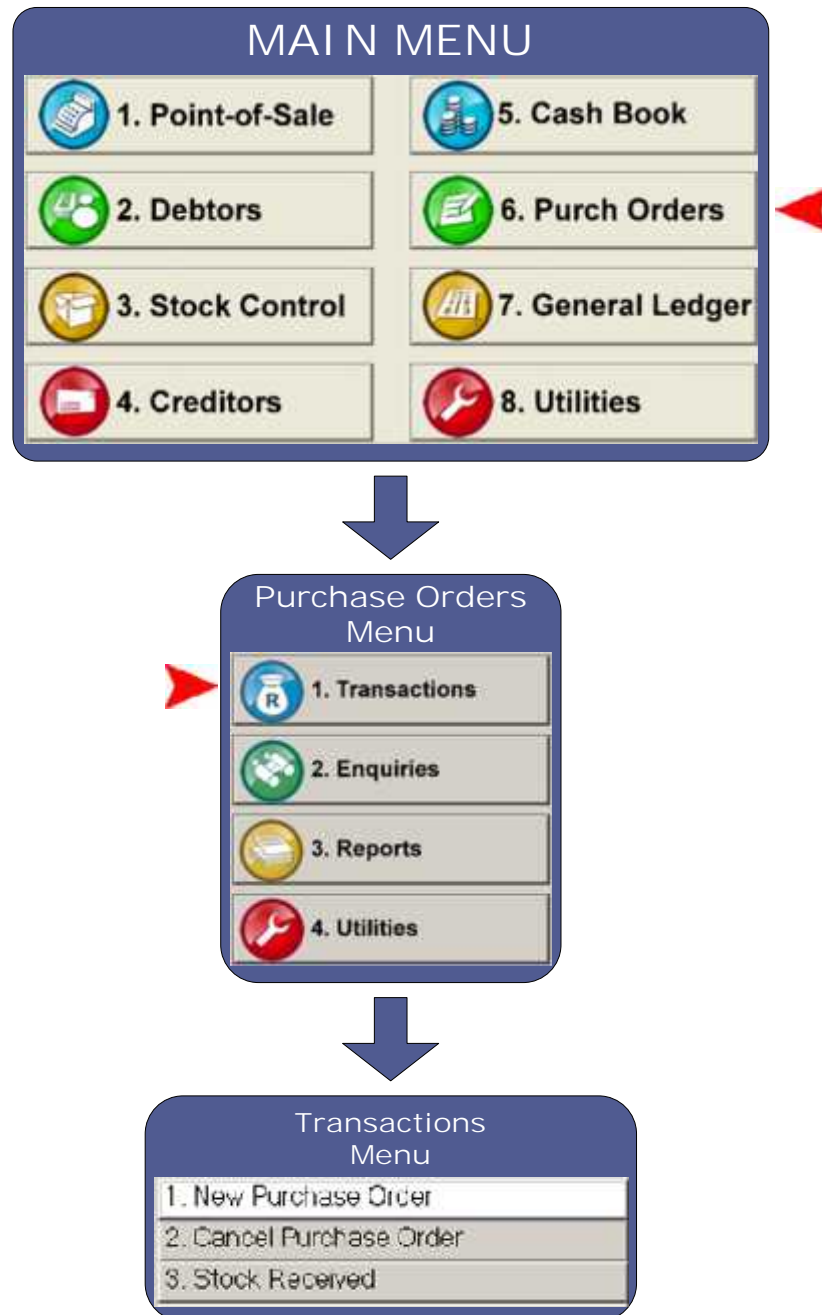 MAIN MENU
1. Point-of-Sale
5. Cash Book
2. Debtors
6. Purch Orders
3. Stock Control
7. General Ledger
4. Creditors
8. Utilities
Purchase Orders
Menu
R
1. Transactions
2. Enquiries
3. Reports
4. Utilities
Transactions
Menu
1. New Purchase Order
2. Cancel Purchase Order
3. Stock Received